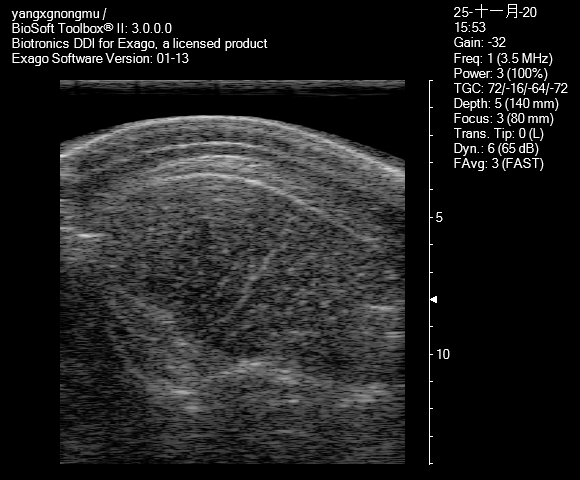 yangxgnongmu /
BioSoft Toolbox® II: 3.0.0.0
Biotronics DDI for Exago, a licensed product
Exago Software Version: 01-13
25-十一月-20
15:53
Gain: -32
Freq: 1 (3.5 MHz)
Power: 3 (100%)
TGC: 72/-16/-64/-72
Depth: 5 (140 mm)
Focus: 3 (80 mm)
Trans. Tip: 0 (L)
Dyn.: 6 (65 dB)
FAvg: 3 (FAST)
5
10